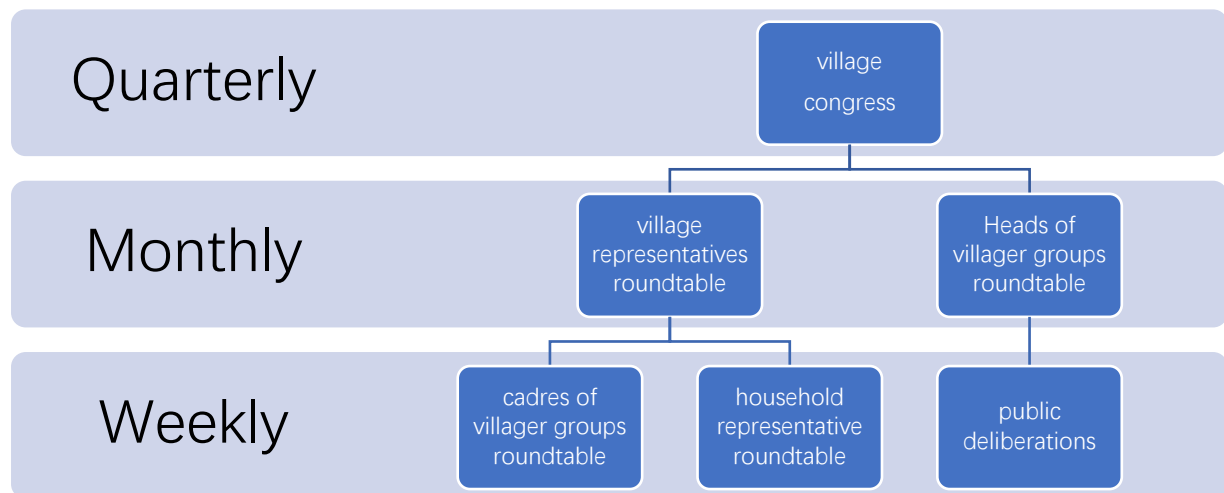 Quarterly
village
congress
Monthly
village
representatives
roundtable
Heads of
villager groups
roundtable
Weekly
cadres of
villager groups
roundtable
household
representative
roundtable
public
deliberations